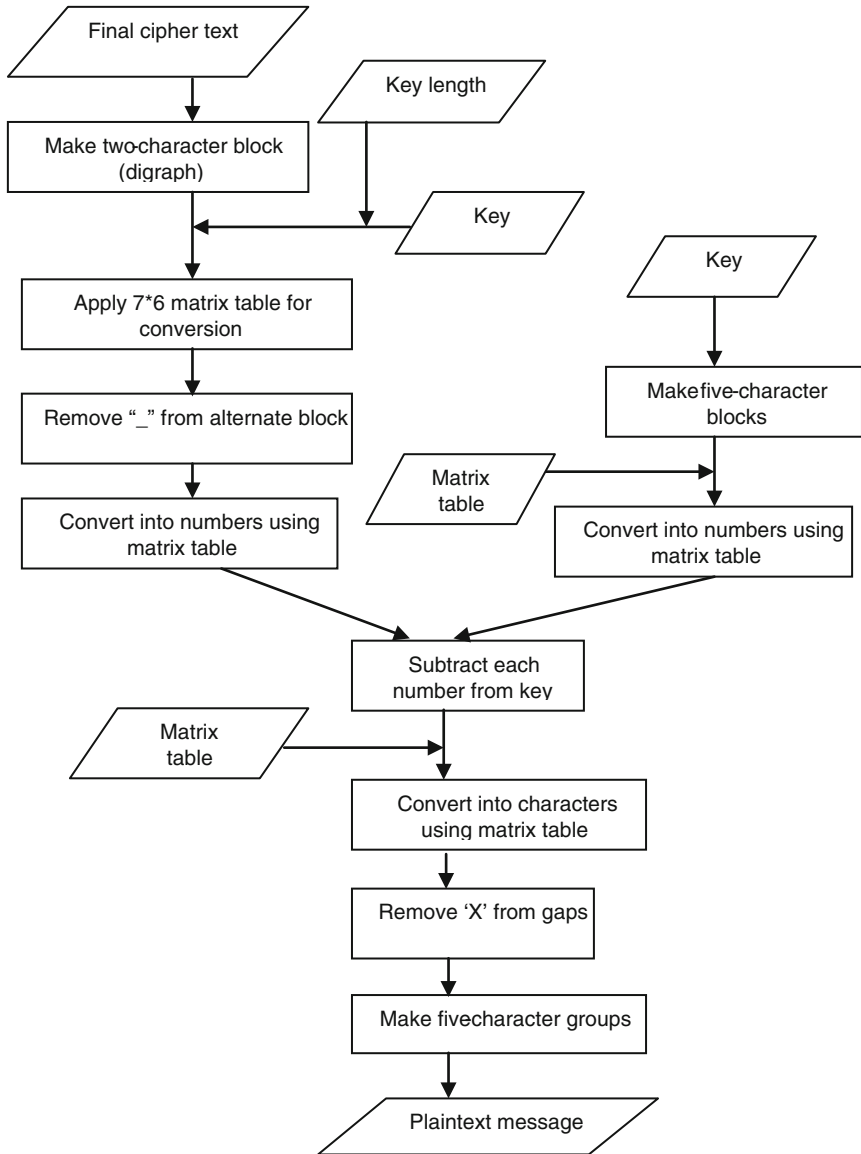 Final cipher text
Key length
Make two-character block
(digraph)
Key
Key
Apply 7*6 matrix table for
conversion
Makefive-character
blocks
Remove “_” from alternate block
Matrix
table
Convert into numbers using
matrix table
Convert into numbers using
matrix table
Subtract each
number from key
Matrix
table
Convert into characters
using matrix table
Remove ‘X’ from gaps
Make fivecharacter groups
Plaintext message